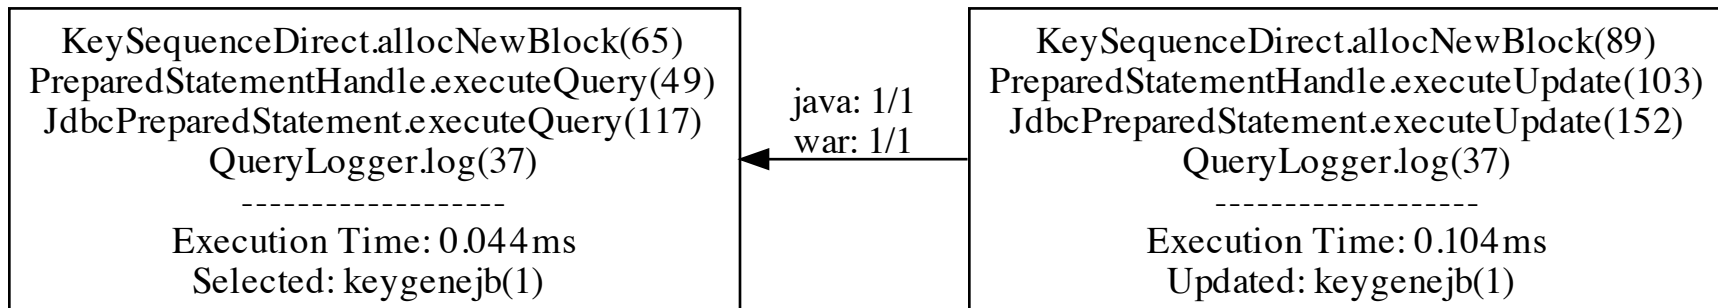 KeySequenceDirect.allocNewBlock(65)
PreparedStatementHandle.executeQuery(49)
JdbcPreparedStatement.executeQuery(117)
QueryLogger.log(37)
-------------------
Execution Time: 0.044ms
Selected: keygenejb(1)
java: 1/1
war: 1/1
KeySequenceDirect.allocNewBlock(89)
PreparedStatementHandle.executeUpdate(103)
JdbcPreparedStatement.executeUpdate(152)
QueryLogger.log(37)
-------------------
Execution Time: 0.104ms
Updated: keygenejb(1)